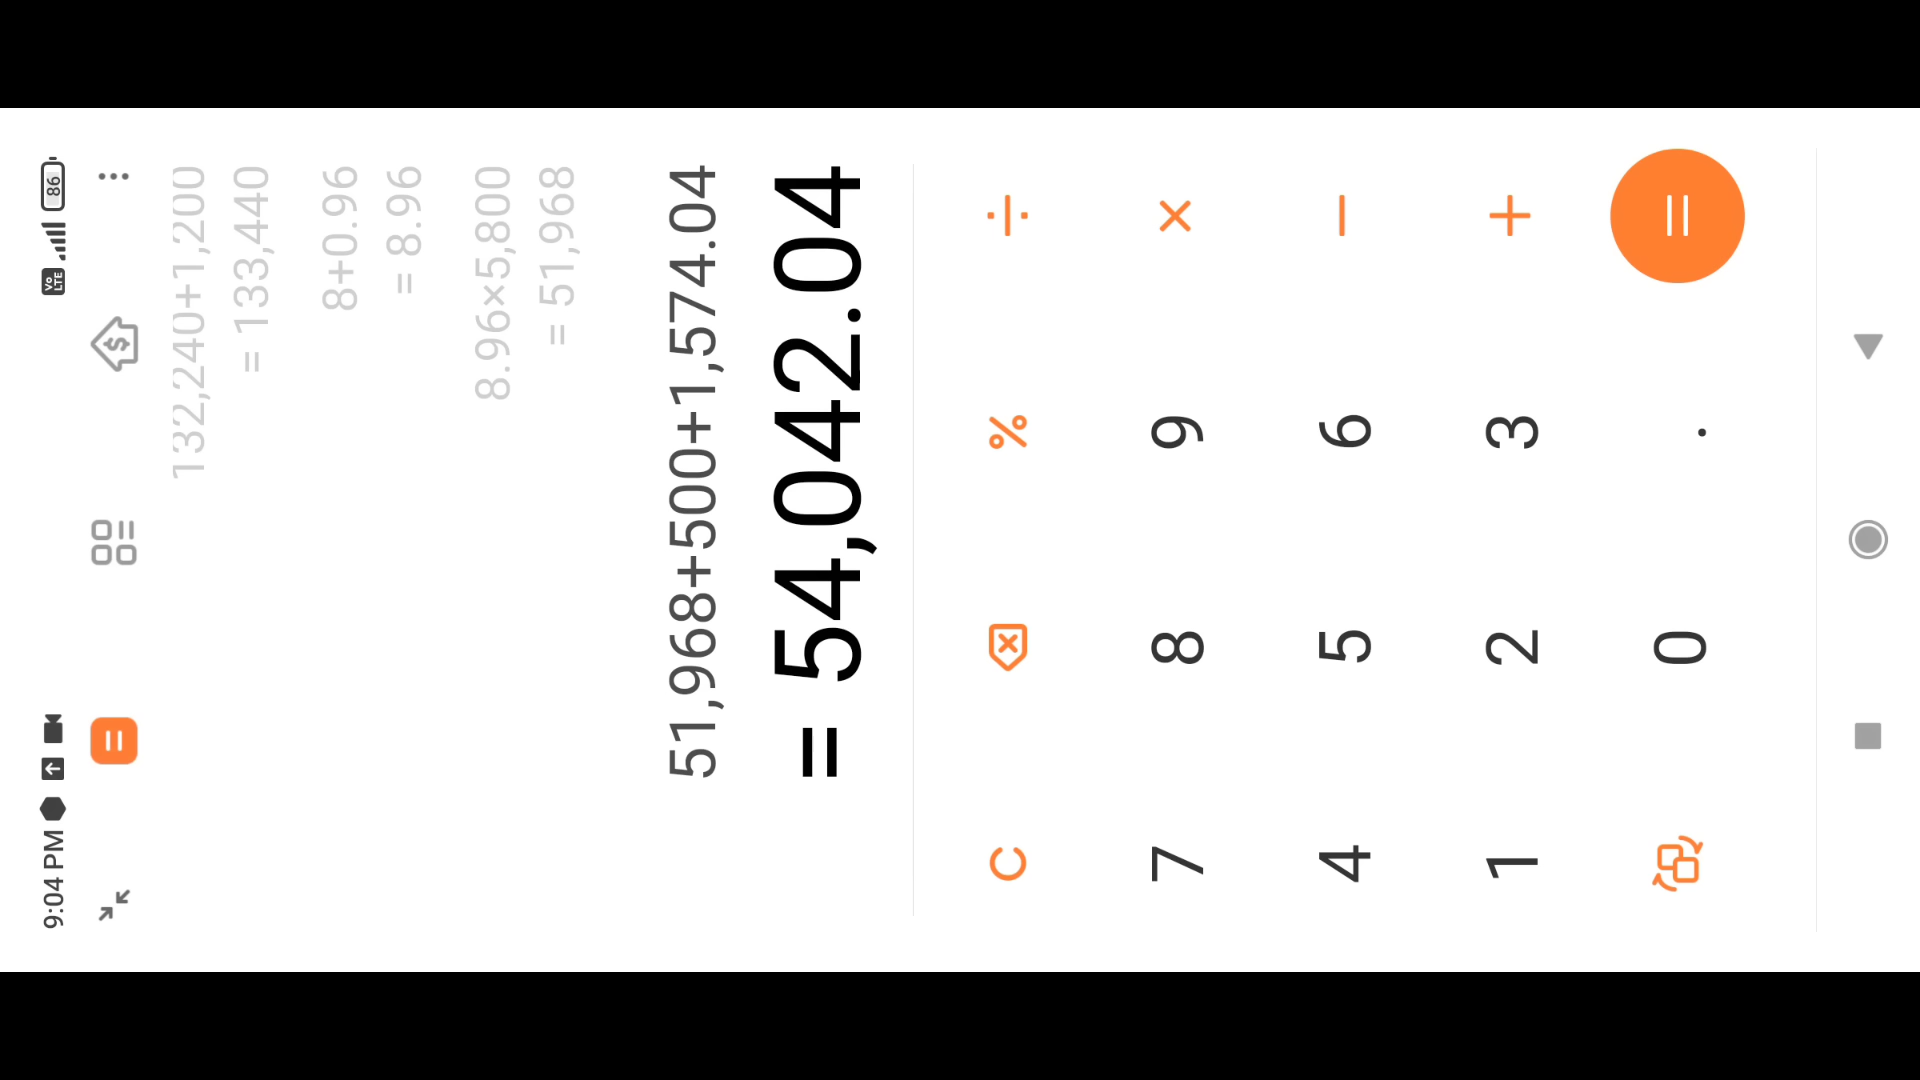 9:04 PM
Vo LTE 86
132,240+1,200
= 133,440
8+0.96
= 8.96
8.96×5,800
= 51,968
51,968+500+1,574.04
= 54,042.04
C % ÷
7 8 9 ×
4 5 6 −
1 2 3 +
0 . =